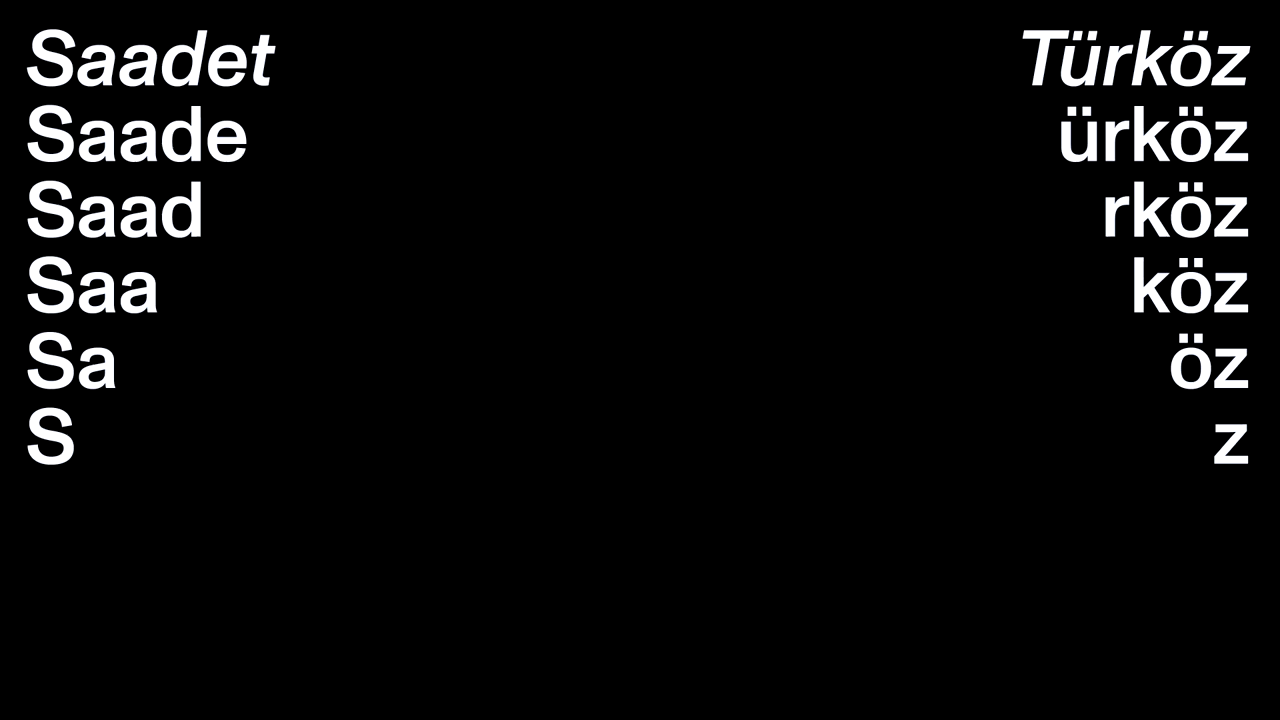 Saadet Türköz
Saade ürköz
Saad rköz
Saa köz
Sa öz
S z